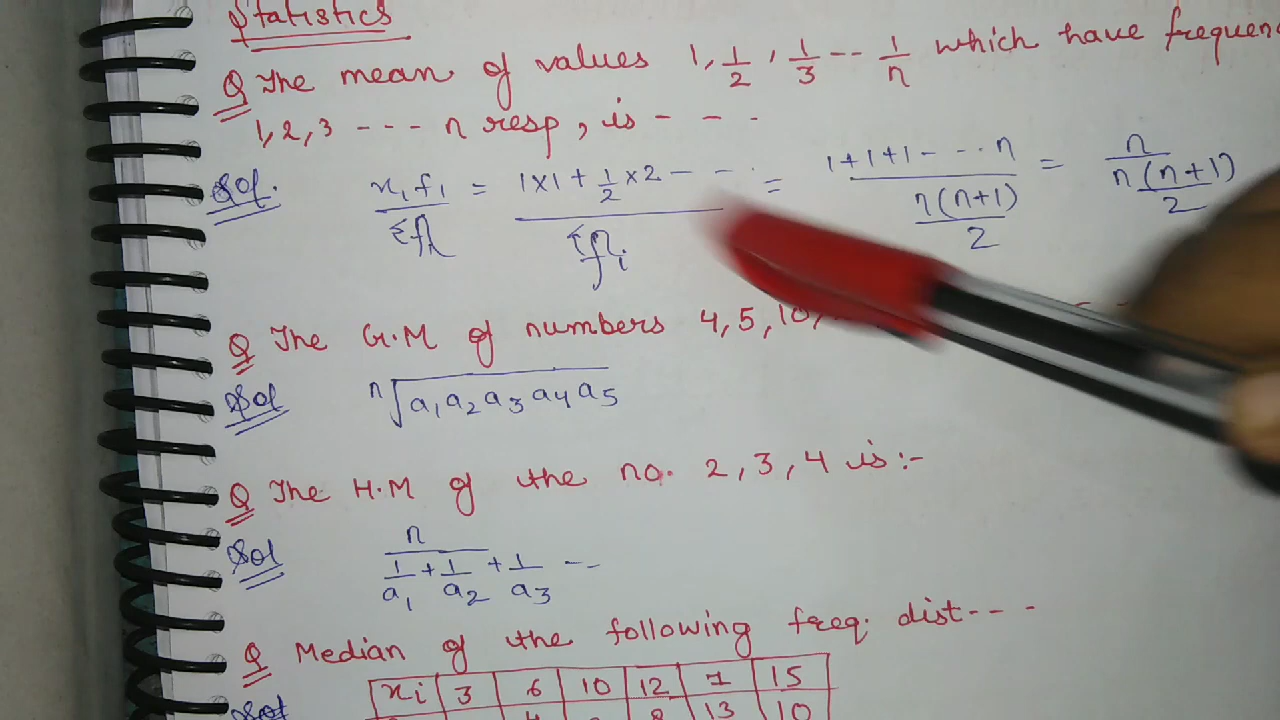 Statistics
Q The mean of values 1, 1/2, 1/3 -- 1/n which have frequen
1, 2, 3 --- n resp, is - - -
Sol. x₁f₁/Σfi = (1×1 + 1/2×2 - - -)/Σfi = (1+1+1- -..n)/(n(n+1)/2) = n/(n(n+1)/2)
Q The G.M of numbers 4, 5, 10,
Sol ⁿ√a₁a₂a₃a₄a₅
Q The H.M of the no. 2, 3, 4 is:-
Sol n/(1/a₁ + 1/a₂ + 1/a₃ --
Q Median of the following freq. dist---
xi 3 6 10 12 7 15
Sol 4 8 13 10